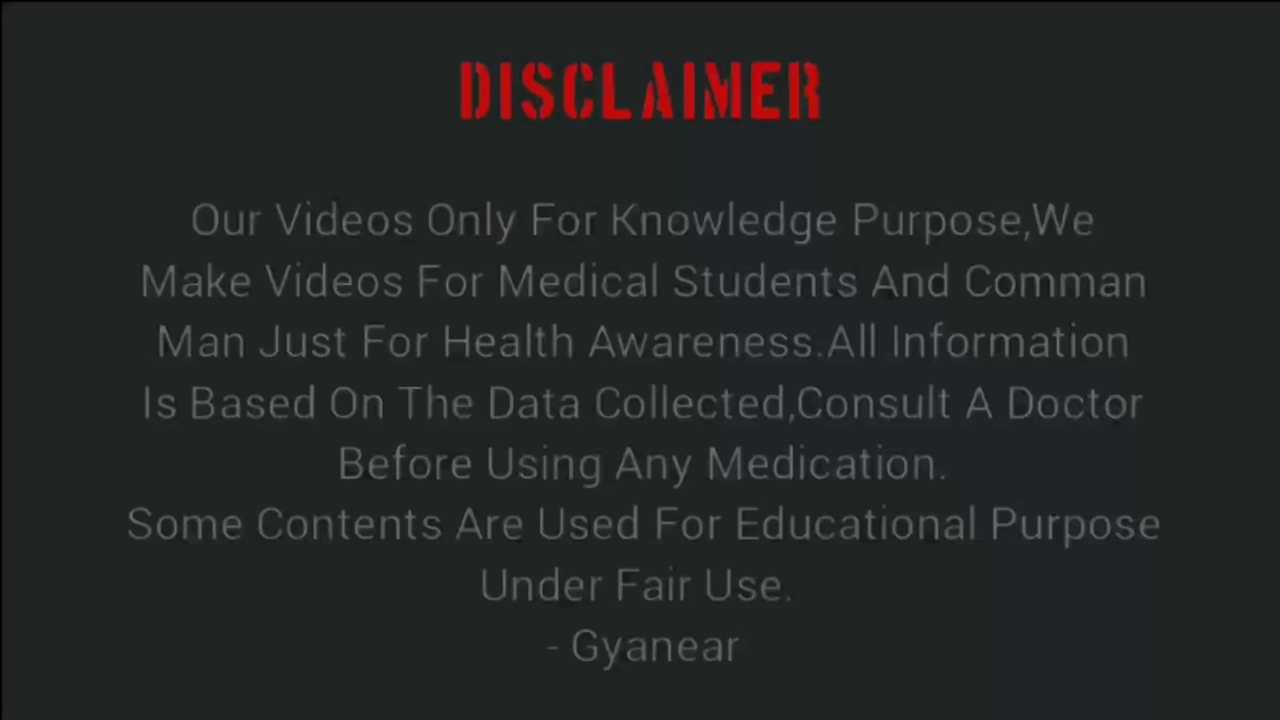 DISCLAIMER
Our Videos Only For Knowledge Purpose,We
Make Videos For Medical Students And Comman
Man Just For Health Awareness.All Information
Is Based On The Data Collected,Consult A Doctor
Before Using Any Medication.
Some Contents Are Used For Educational Purpose
Under Fair Use.
- Gyanear